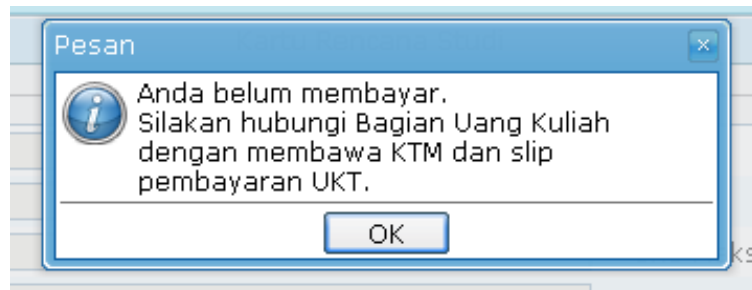 Pesan
Anda belum membayar.
Silakan hubungi Bagian Uang Kuliah
dengan membawa KTM dan slip
pembayaran UKT.
OK